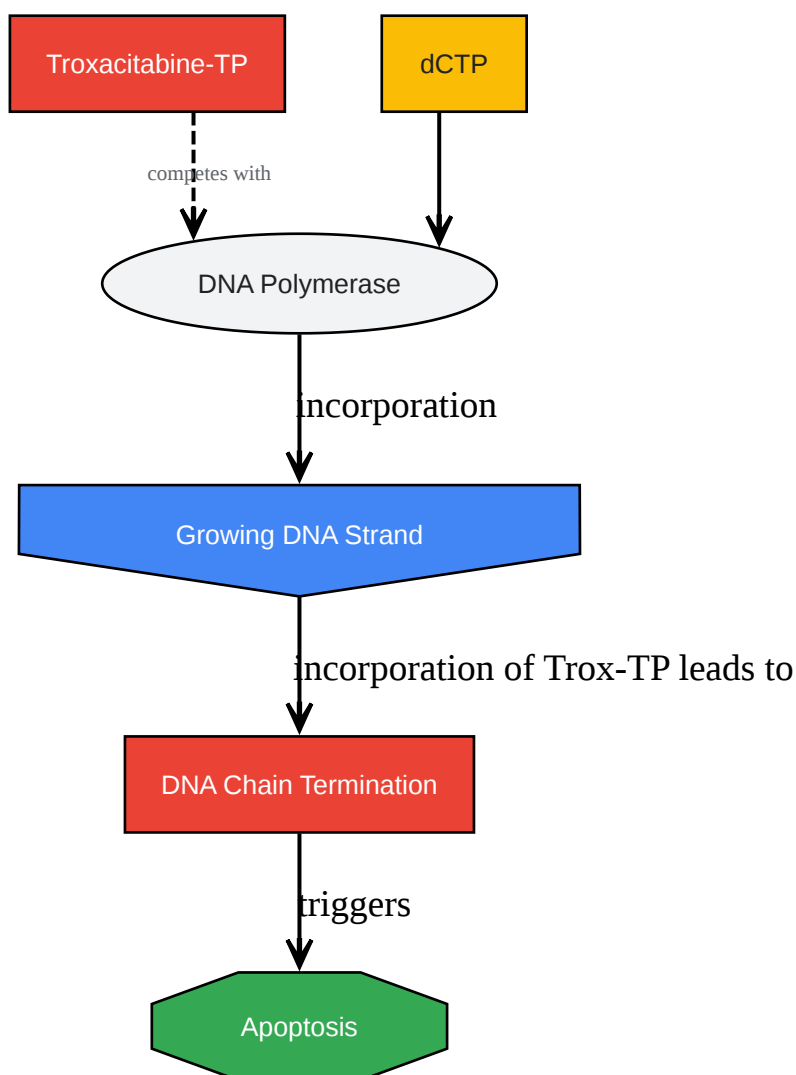 Troxacitabine-TP
dCTP
competes with
DNA Polymerase
incorporation
Growing DNA Strand
incorporation of Trox-TP leads to
DNA Chain Termination
triggers
Apoptosis